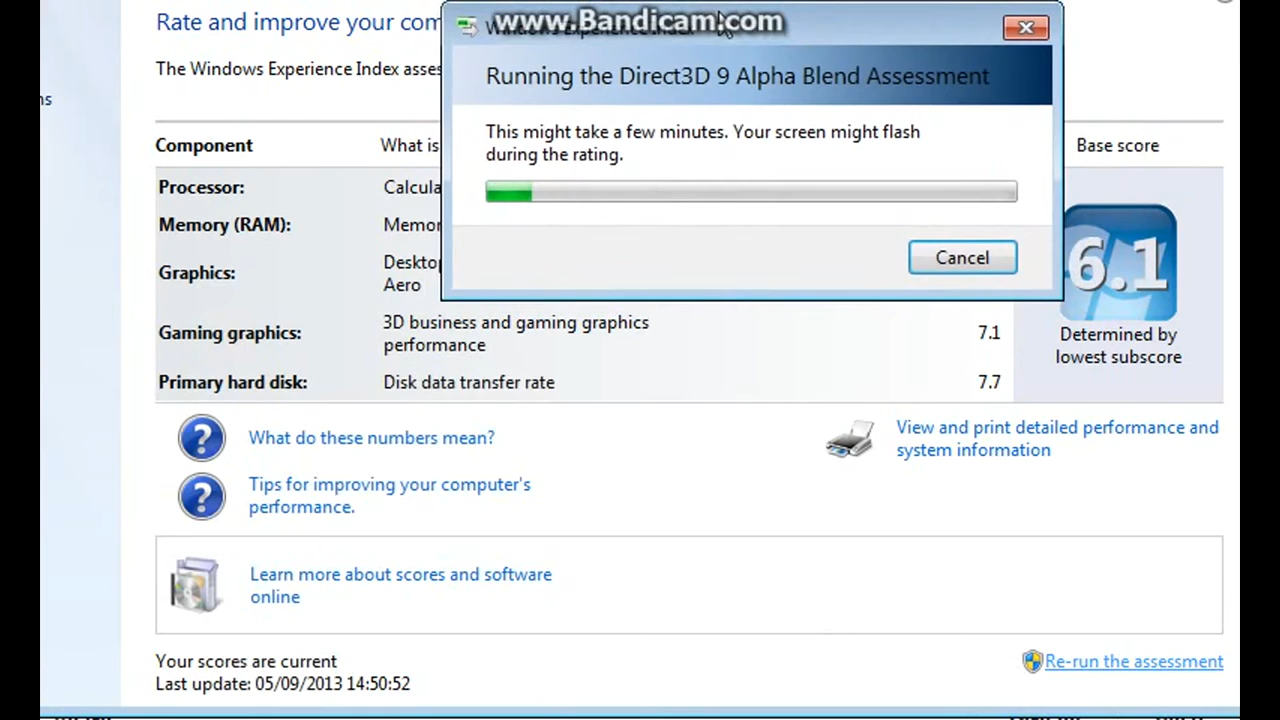 Rate and improve your com
www.Bandicam.com
Windows Experience Index
Running the Direct3D 9 Alpha Blend Assessment
The Windows Experience Index asses
ns
This might take a few minutes. Your screen might flash
during the rating.
Cancel
Component
What is
Base score
Processor:
Calcula
Memory (RAM):
Memor
Graphics:
Desktop
Aero
6.1
Determined by
lowest subscore
Gaming graphics:
3D business and gaming graphics
performance
7.1
Primary hard disk:
Disk data transfer rate
7.7
What do these numbers mean?
View and print detailed performance and
system information
Tips for improving your computer's
performance.
Learn more about scores and software
online
Your scores are current
Last update: 05/09/2013 14:50:52
Re-run the assessment